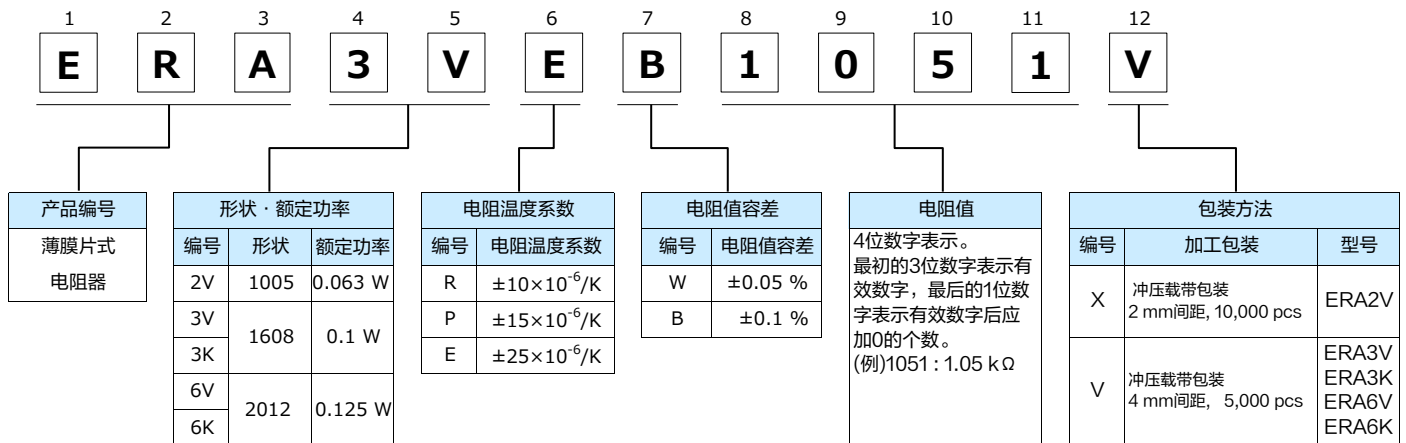 1 2 3 4 5 6 7 8 9 10 11 12
E R A 3 V E B 1 0 5 1 V
产品编号
薄膜片式
电阻器
形状·额定功率
编号 形状 额定功率
2V 1005 0.063 W
3V
1608 0.1 W
3K
6V
2012 0.125 W
6K
电阻温度系数
编号 电阻温度系数
R ±10×10⁻⁶/K
P ±15×10⁻⁶/K
E ±25×10⁻⁶/K
电阻值容差
编号 电阻值容差
W ±0.05 %
B ±0.1 %
电阻值
4位数字表示。
最初的3位数字表示有
效数字，最后的1位数
字表示有效数字后应
加0的个数。
(例)1051 : 1.05 kΩ
包装方法
编号 加工包装 型号
X 冲压载带包装
2 mm间距, 10,000 pcs ERA2V
V 冲压载带包装
4 mm间距, 5,000 pcs
ERA3V
ERA3K
ERA6V
ERA6K